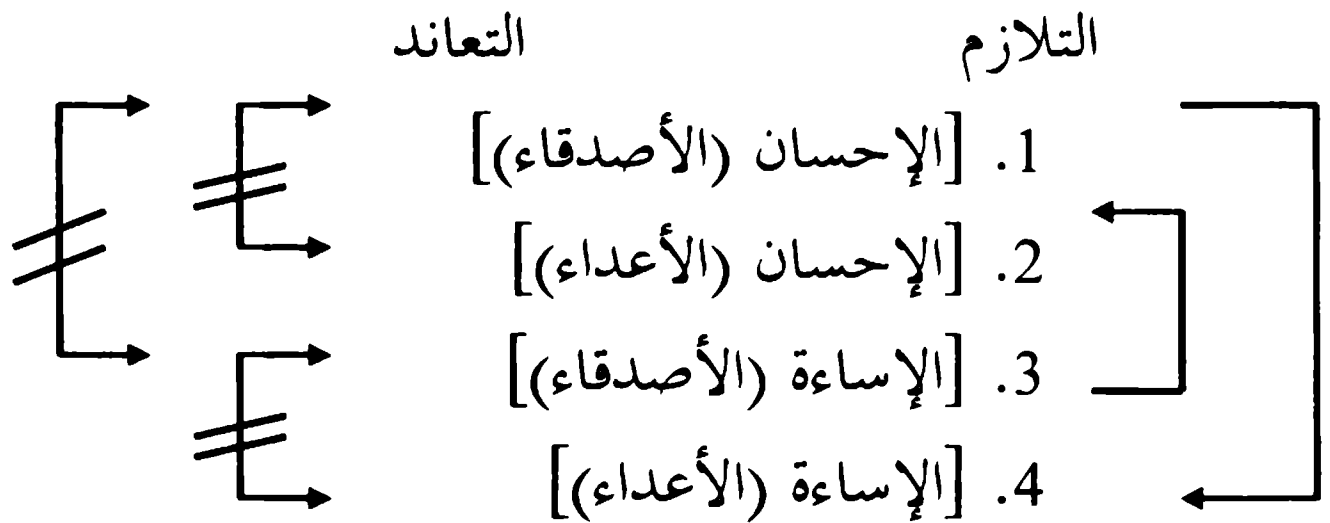 التلازم التعاند
1. [الإحسان (الأصدقاء)]
2. [الإحسان (الأعداء)]
3. [الإساءة (الأصدقاء)]
4. [الإساءة (الأعداء)]